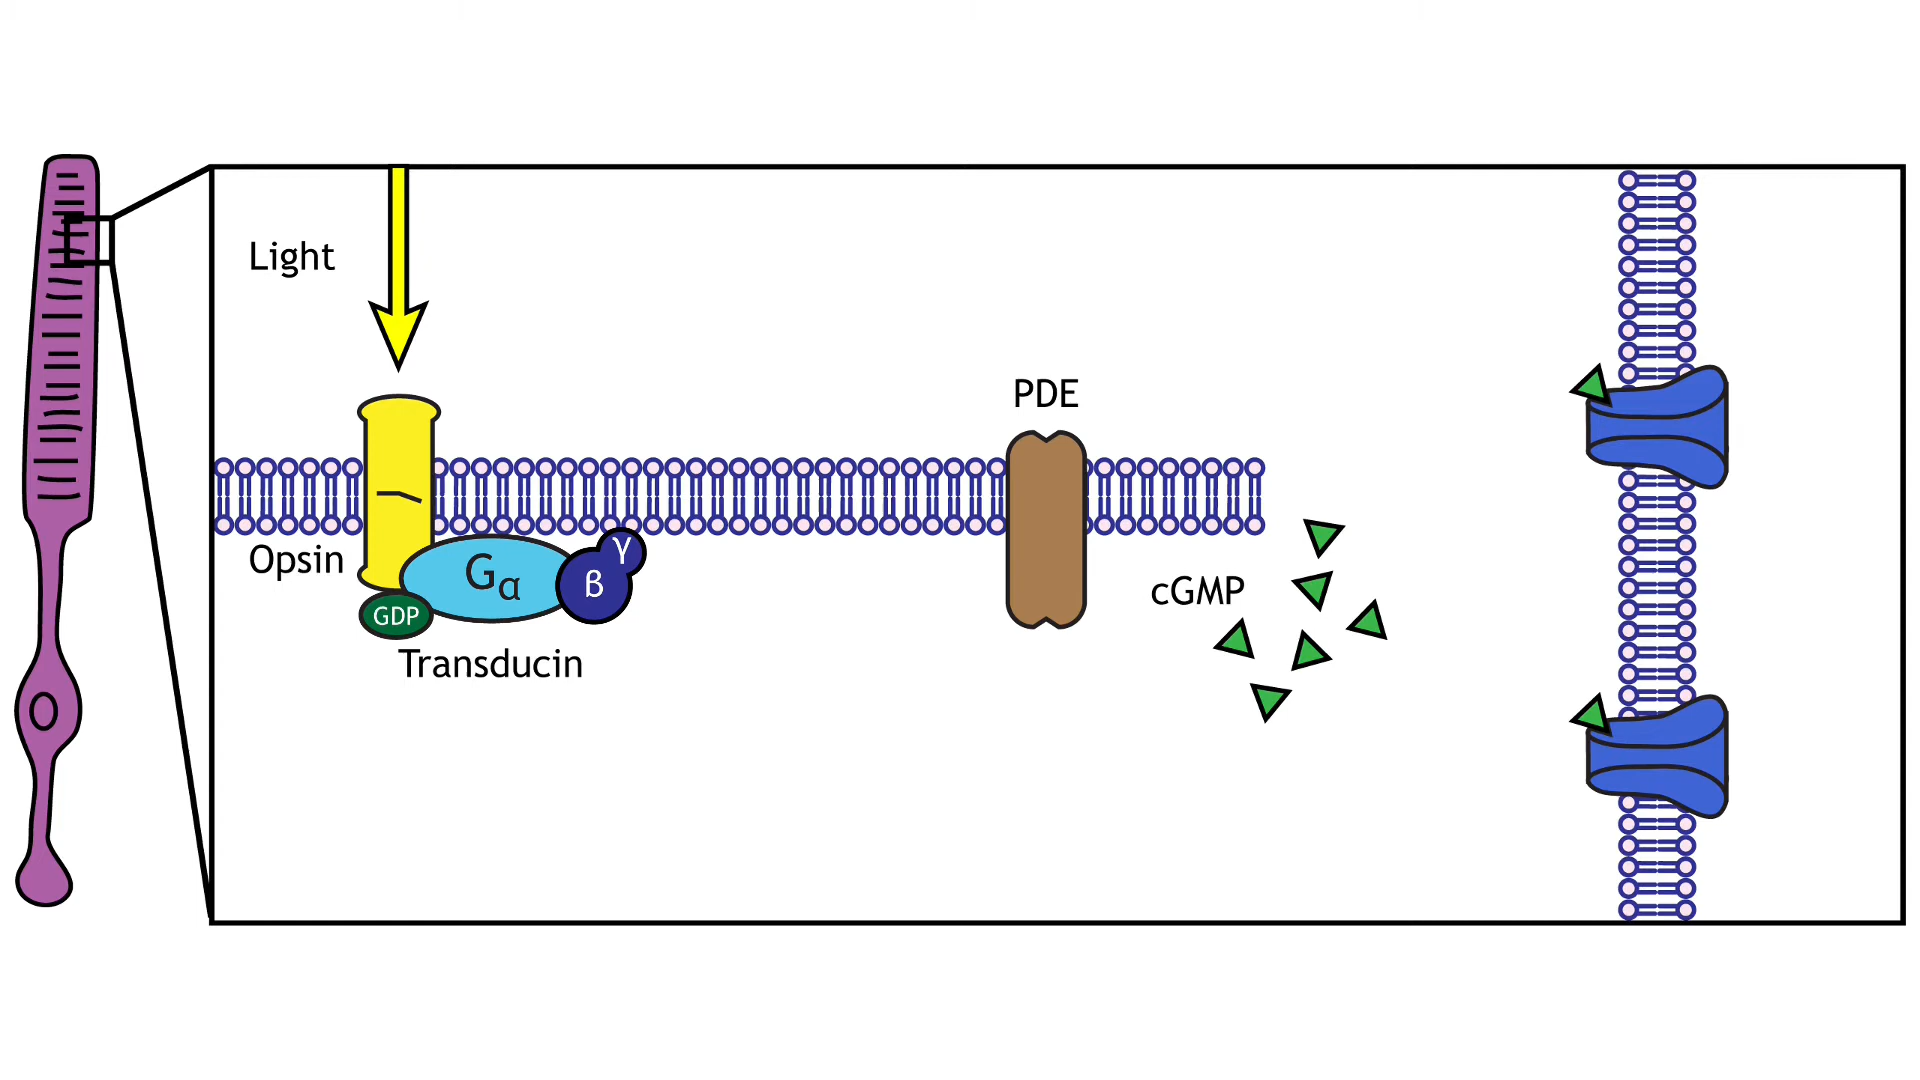 Light
PDE
Opsin
Gα
β
γ
GDP
cGMP
Transducin